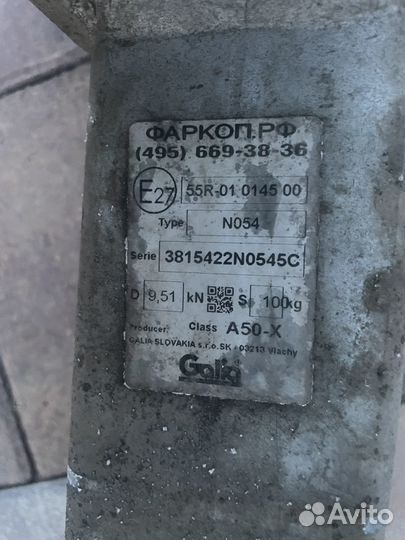 ФАРКОП.РФ
(495) 669-38-36
E27 55R-01 0145 00
Type N054
Serie 3815422N0545C
D 9,51 kN S 100kg
Producer: Class A50-X
GALIA SLOVAKIA s.r.o. SK - 03213 Vlachy
Galia
Avito